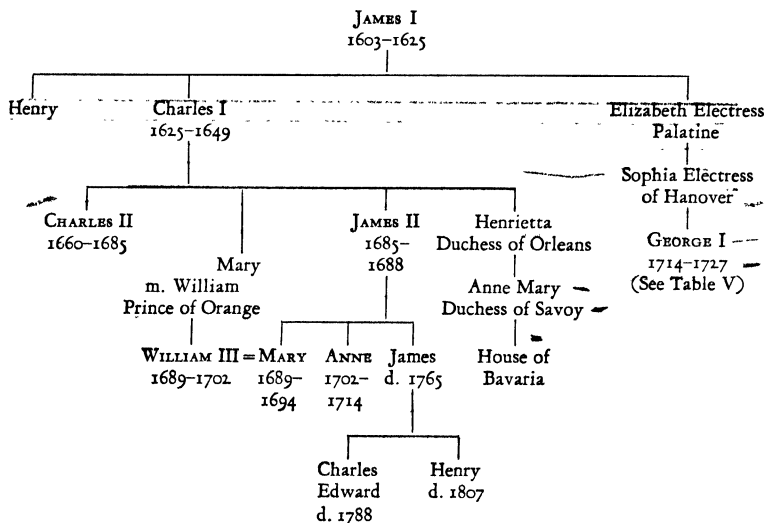 JAMES I
1603–1625
Henry
Charles I
1625–1649
Elizabeth Electress
Palatine
Sophia Electress
of Hanover
CHARLES II
1660–1685
Mary
m. William
Prince of Orange
JAMES II
1685–
1688
Henrietta
Duchess of Orleans
Anne Mary
Duchess of Savoy
GEORGE I
1714–1727
(See Table V)
WILLIAM III = MARY
1689–1702
1689–
1694
ANNE
1702–
1714
James
d. 1765
House of
Bavaria
Charles
Edward
d. 1788
Henry
d. 1807